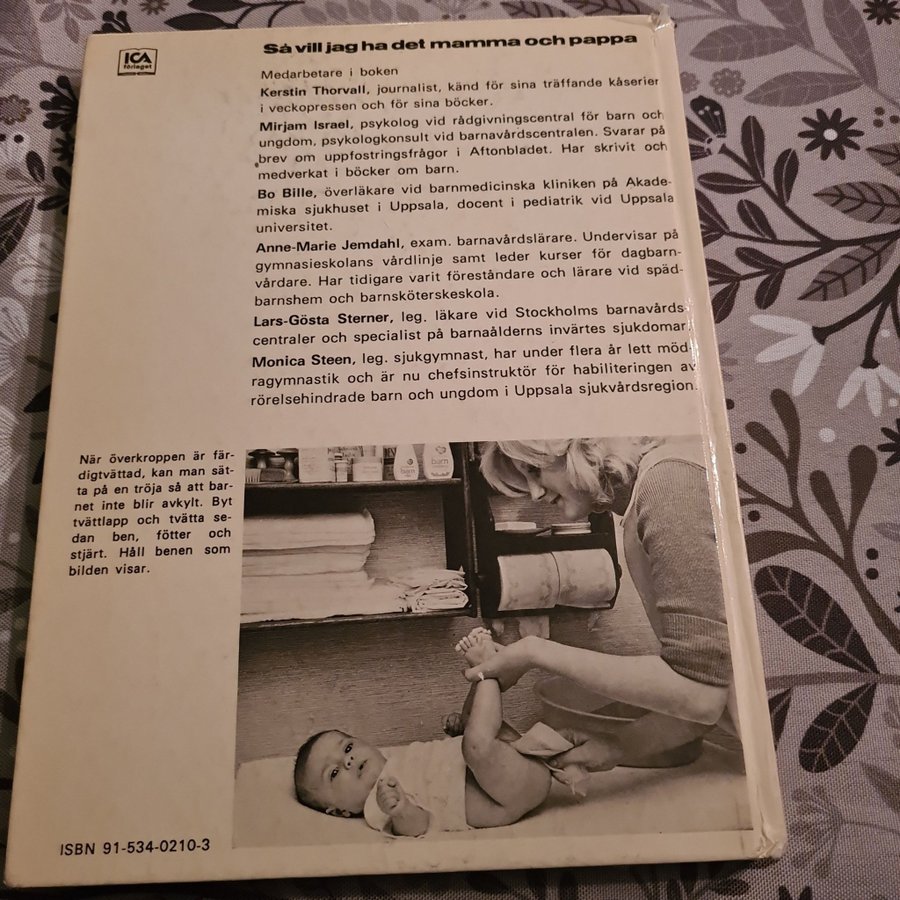 ICA
förlaget
Så vill jag ha det mamma och pappa
Medarbetare i boken
Kerstin Thorvall, journalist, känd för sina träffande kåserier
i veckopressen och för sina böcker.
Mirjam Israel, psykolog vid rådgivningscentral för barn och
ungdom, psykologkonsult vid barnavårdscentralen. Svarar på
brev om uppfostringsfrågor i Aftonbladet. Har skrivit och
medverkat i böcker om barn.
Bo Bille, överläkare vid barnmedicinska kliniken på Akade-
miska sjukhuset i Uppsala, docent i pediatrik vid Uppsala
universitet.
Anne-Marie Jemdahl, exam. barnavårdslärare. Undervisar på
gymnasieskolans vårdlinje samt leder kurser för dagbarn-
vårdare. Har tidigare varit föreståndare och lärare vid späd-
barnshem och barnsköterskeskola.
Lars-Gösta Sterner, leg. läkare vid Stockholms barnavårds-
centraler och specialist på barnaålderns invärtes sjukdomar.
Monica Steen, leg. sjukgymnast, har under flera år lett möd-
ragymnastik och är nu chefsinstruktör för habiliteringen av
rörelsehindrade barn och ungdom i Uppsala sjukvårdsregion.
När överkroppen är fär-
digtvättad, kan man sät-
ta på en tröja så att bar-
net inte blir avkylt. Byt
tvättlapp och tvätta se-
dan ben, fötter och
stjärt. Håll benen som
bilden visar.
barn
barn
ISBN 91-534-0210-3